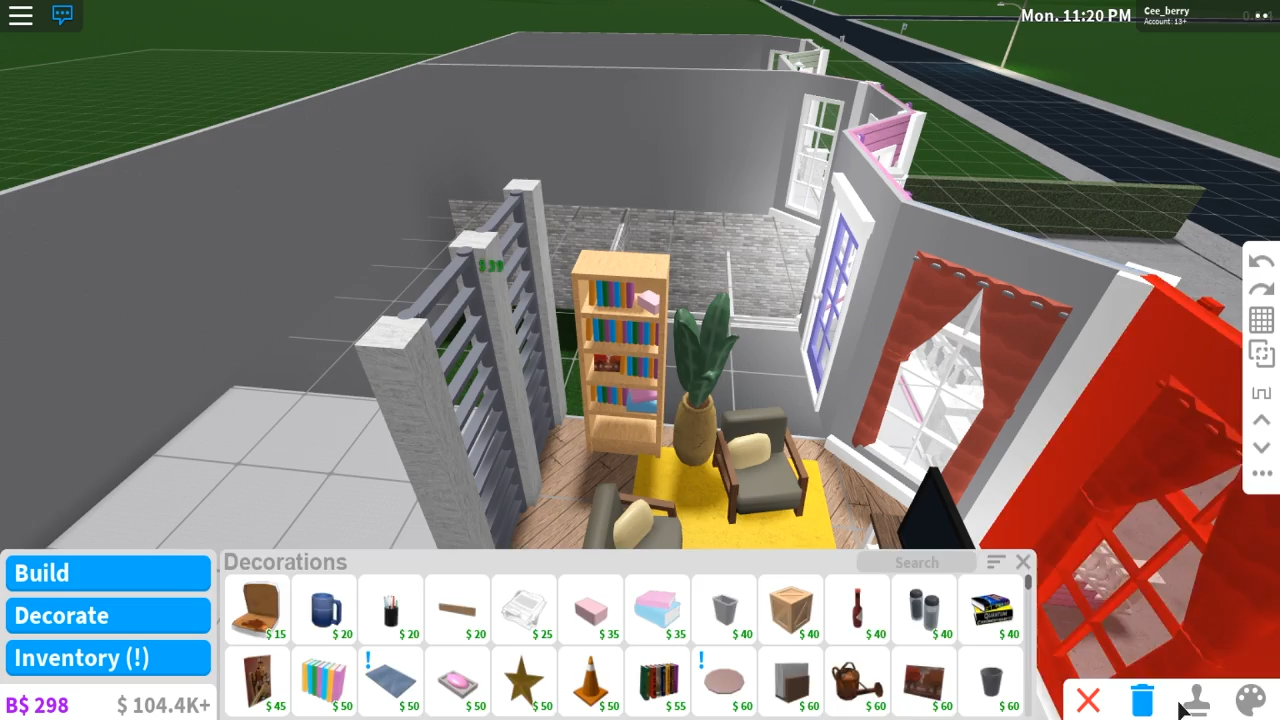 Mon. 11:20 PM
Cee_berry
Account: 13+
$30
Build
Decorate
Inventory (!)
B$ 298
$ 104.4K+
Decorations
Search
$ 15
$ 20
$ 20
$ 20
$ 25
$ 35
$ 35
$ 40
$ 40
$ 40
$ 40
$ 40
$ 45
$ 50
! $ 50
$ 50
$ 50
$ 50
$ 55
! $ 60
$ 60
$ 60
$ 60
$ 60